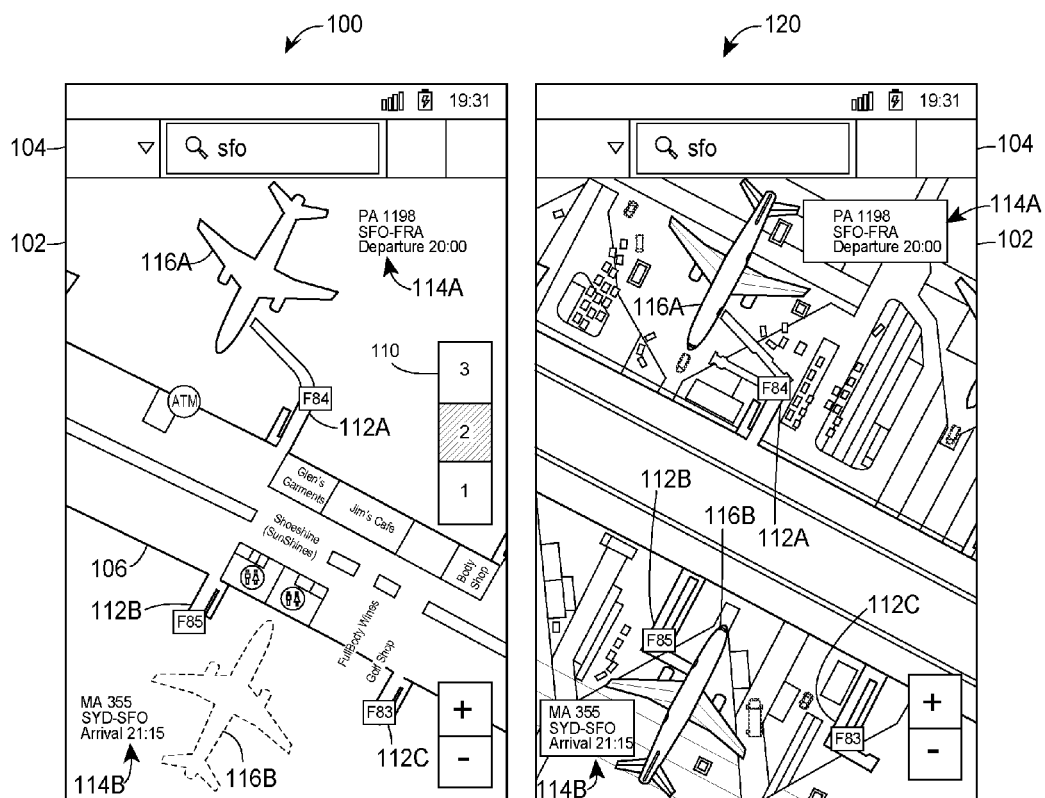 100
19:31
104
sfo
102
116A
PA 1198
SFO-FRA
Departure 20:00
114A
110
3
2
1
ATM
F84
112A
Glen's
Garments
Jim's Cafe
Shoeshine
(SunShines)
Body
Shop
106
112B
F85
FullBody Wines
Golf Shop
MA 355
SYD-SFO
Arrival 21:15
114B
116B
F83
112C
+
-
120
19:31
sfo
104
PA 1198
SFO-FRA
Departure 20:00
114A
102
116A
F84
112B
116B
112A
112C
F85
MA 355
SYD-SFO
Arrival 21:15
114B
F83
+
-